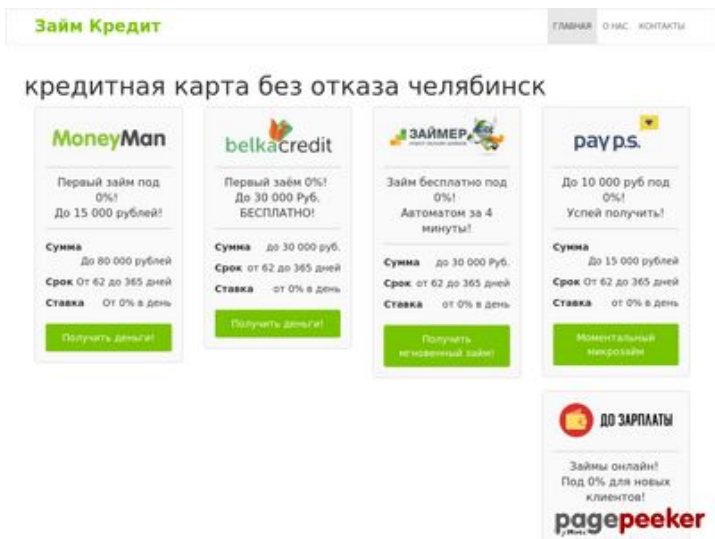 Займ Кредит
ГЛАВНАЯ О НАС КОНТАКТЫ
кредитная карта без отказа челябинск
MoneyMan
Первый займ под
0%!
До 15 000 рублей!
Сумма
До 80 000 рублей
Срок От 62 до 365 дней
Ставка От 0% в день
Получить деньги!
belkacredit
Первый заём 0%!
До 30 000 Руб.
БЕСПЛАТНО!
Сумма до 30 000 руб.
Срок от 62 до 365 дней
Ставка от 0% в день
Получить деньги!
ЗАЙМЕР
Займ бесплатно под
0%!
Автоматом за 4
минуты!
Сумма до 30 000 Руб.
Срок от 62 до 365 дней
Ставка от 0% в день
Получить
мгновенный займ!
pay p.s.
До 10 000 руб под
0%!
Успей получить!
Сумма
До 15 000 рублей
Срок От 62 до 365 дней
Ставка от 0% в день
Моментальный
микрозайм
ДО ЗАРПЛАТЫ
Займы онлайн!
Под 0% для новых
клиентов!
pagepeeker